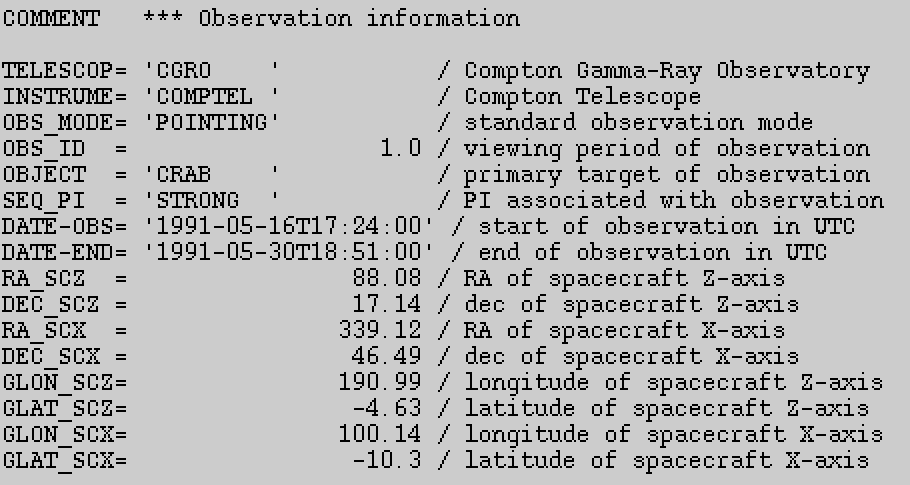 COMMENT   *** Observation information
TELESCOP= 'CGRO    '           / Compton Gamma-Ray Observatory
INSTRUME= 'COMPTEL '           / Compton Telescope
OBS_MODE= 'POINTING'           / standard observation mode
OBS_ID  =                  1.0 / viewing period of observation
OBJECT  = 'CRAB    '           / primary target of observation
SEQ_PI  = 'STRONG  '           / PI associated with observation
DATE-OBS= '1991-05-16T17:24:00' / start of observation in UTC
DATE-END= '1991-05-30T18:51:00' / end of observation in UTC
RA_SCZ  =                88.08 / RA of spacecraft Z-axis
DEC_SCZ =                17.14 / dec of spacecraft Z-axis
RA_SCX  =               339.12 / RA of spacecraft X-axis
DEC_SCX =                46.49 / dec of spacecraft X-axis
GLON_SCZ=               190.99 / longitude of spacecraft Z-axis
GLAT_SCZ=                -4.63 / latitude of spacecraft Z-axis
GLON_SCX=               100.14 / longitude of spacecraft X-axis
GLAT_SCX=                -10.3 / latitude of spacecraft X-axis